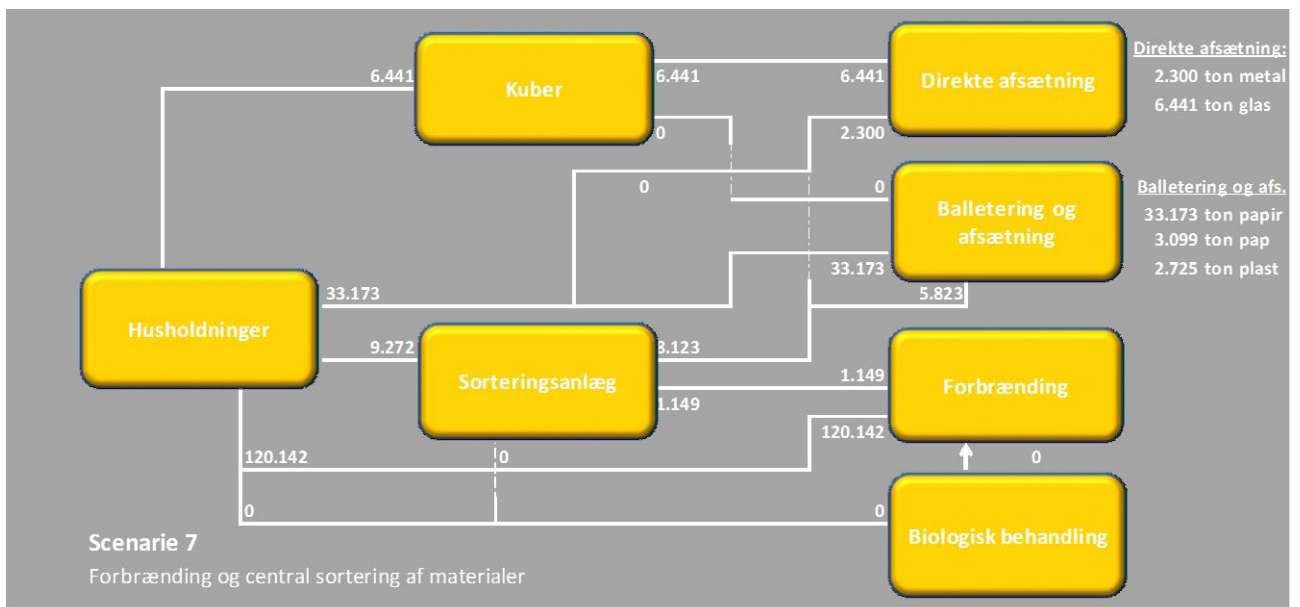 6.441
Kuber
6.441
0
6.441
Direkte afsætning
2.300
Direkte afsætning:
2.300 ton metal
6.441 ton glas
0
0
Balletering og
afsætning
33.173
5.823
Balletering og afs.
33.173 ton papir
3.099 ton pap
2.725 ton plast
Husholdninger
33.173
9.272
Sorteringsanlæg
8.123
1.149
1.149
Forbrænding
120.142
120.142
0
0
0
0
Biologisk behandling
Scenarie 7
Forbrænding og central sortering af materialer